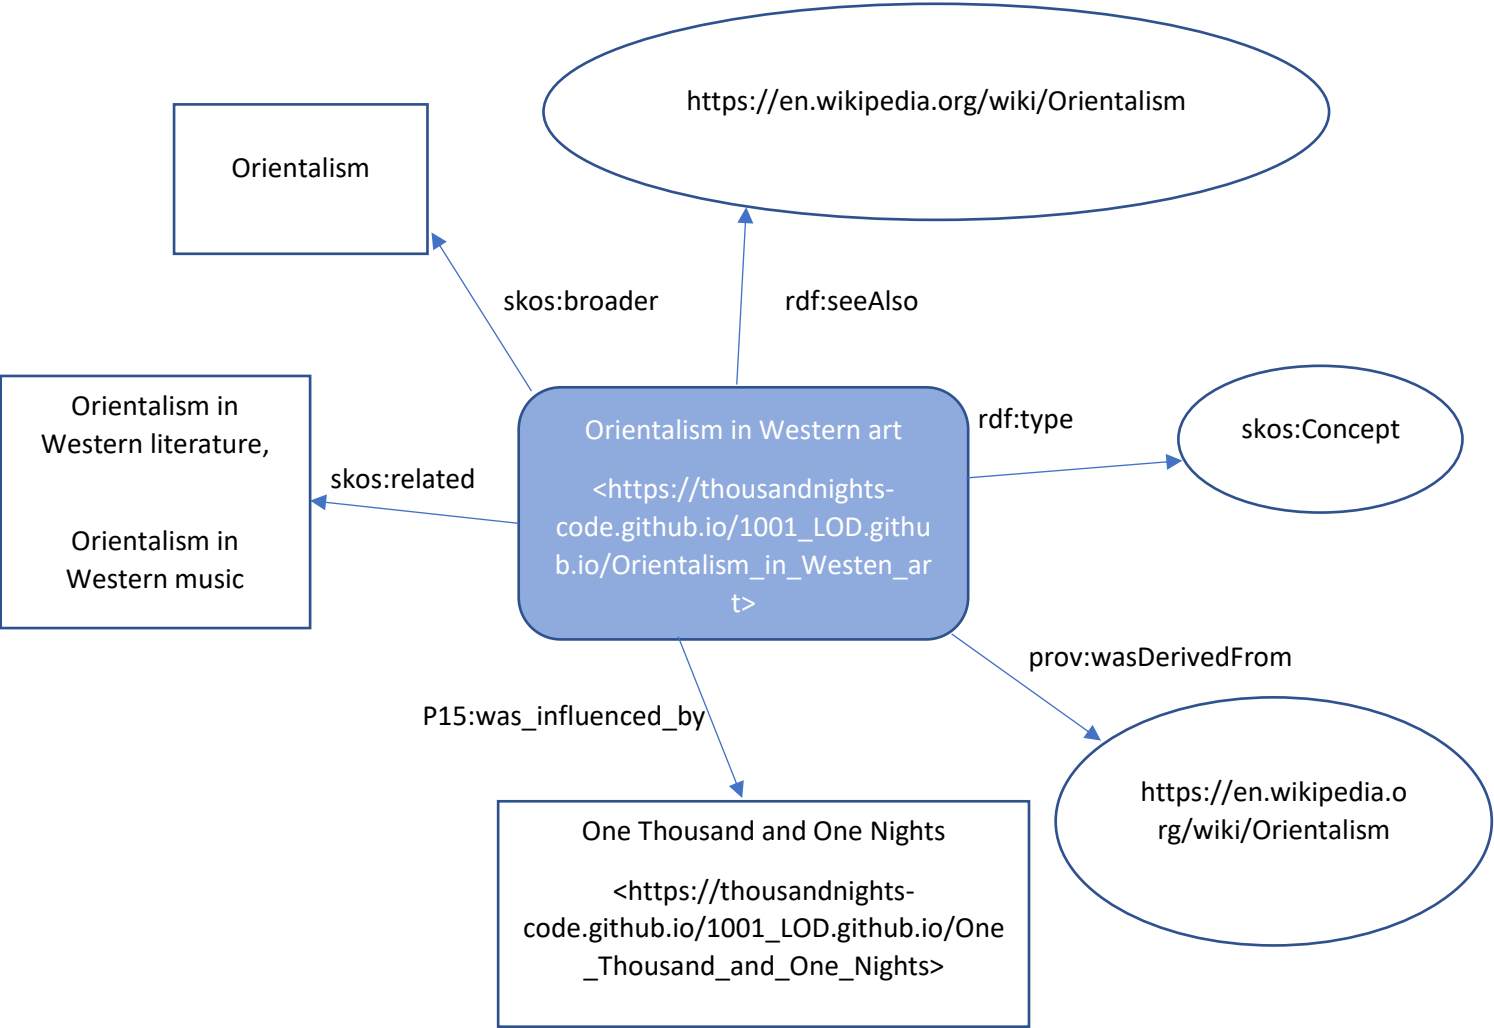 https://en.wikipedia.org/wiki/Orientalism
Orientalism
skos:broader
rdf:seeAlso
Orientalism in
Western literature,
Orientalism in
Western music
skos:related
Orientalism in Western art
<https://thousandnights-
code.github.io/1001_LOD.githu
b.io/Orientalism_in_Westen_ar
t>
rdf:type
skos:Concept
prov:wasDerivedFrom
P15:was_influenced_by
https://en.wikipedia.o
rg/wiki/Orientalism
One Thousand and One Nights
<https://thousandnights-
code.github.io/1001_LOD.github.io/One
_Thousand_and_One_Nights>